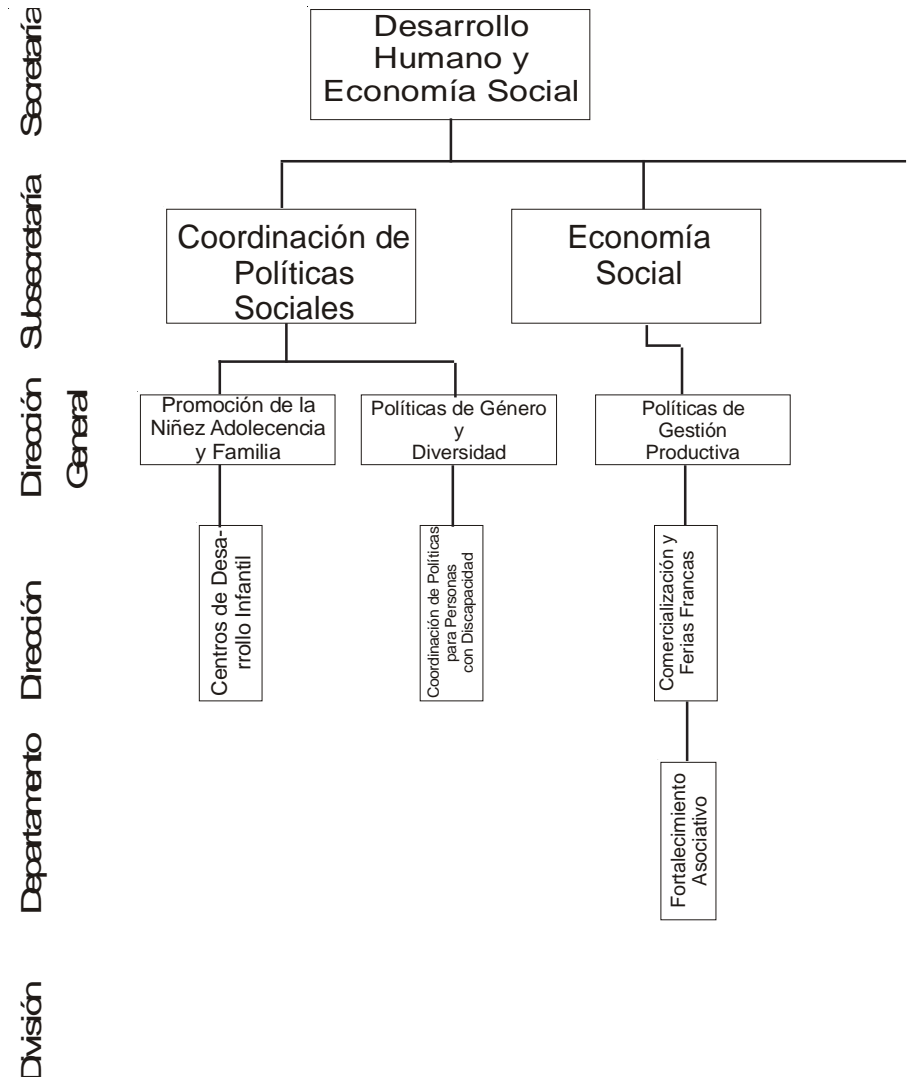 Secretaría
Desarrollo
Humano y
Economía Social
Subsecretaría
Coordinación de
Políticas
Sociales
Economía
Social
Dirección
General
Promoción de la
Niñez Adolecencia
y Familia
Políticas de Género
y
Diversidad
Políticas de
Gestión
Productiva
Dirección
Centros de Desa-
rrollo Infantil
Coordinación de Políticas
para Personas
con Discapacidad
Comercialización y
Ferias Francas
Departamento
Fortalecimiento
Asociativo
División